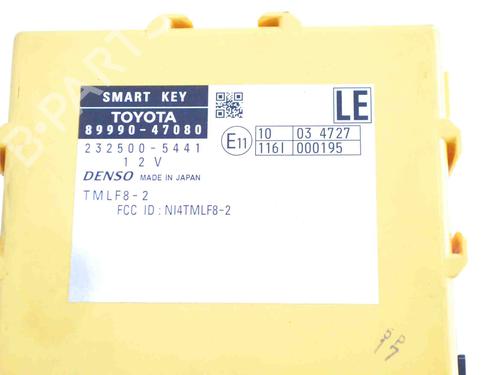 B-PARTS
SMART KEY
TOYOTA
89990-47080
LE
232500-5441
12V
E11
10 03 4727
116I 000195
DENSO MADE IN JAPAN
TMLF8-2
FCC ID : NI4TMLF8-2